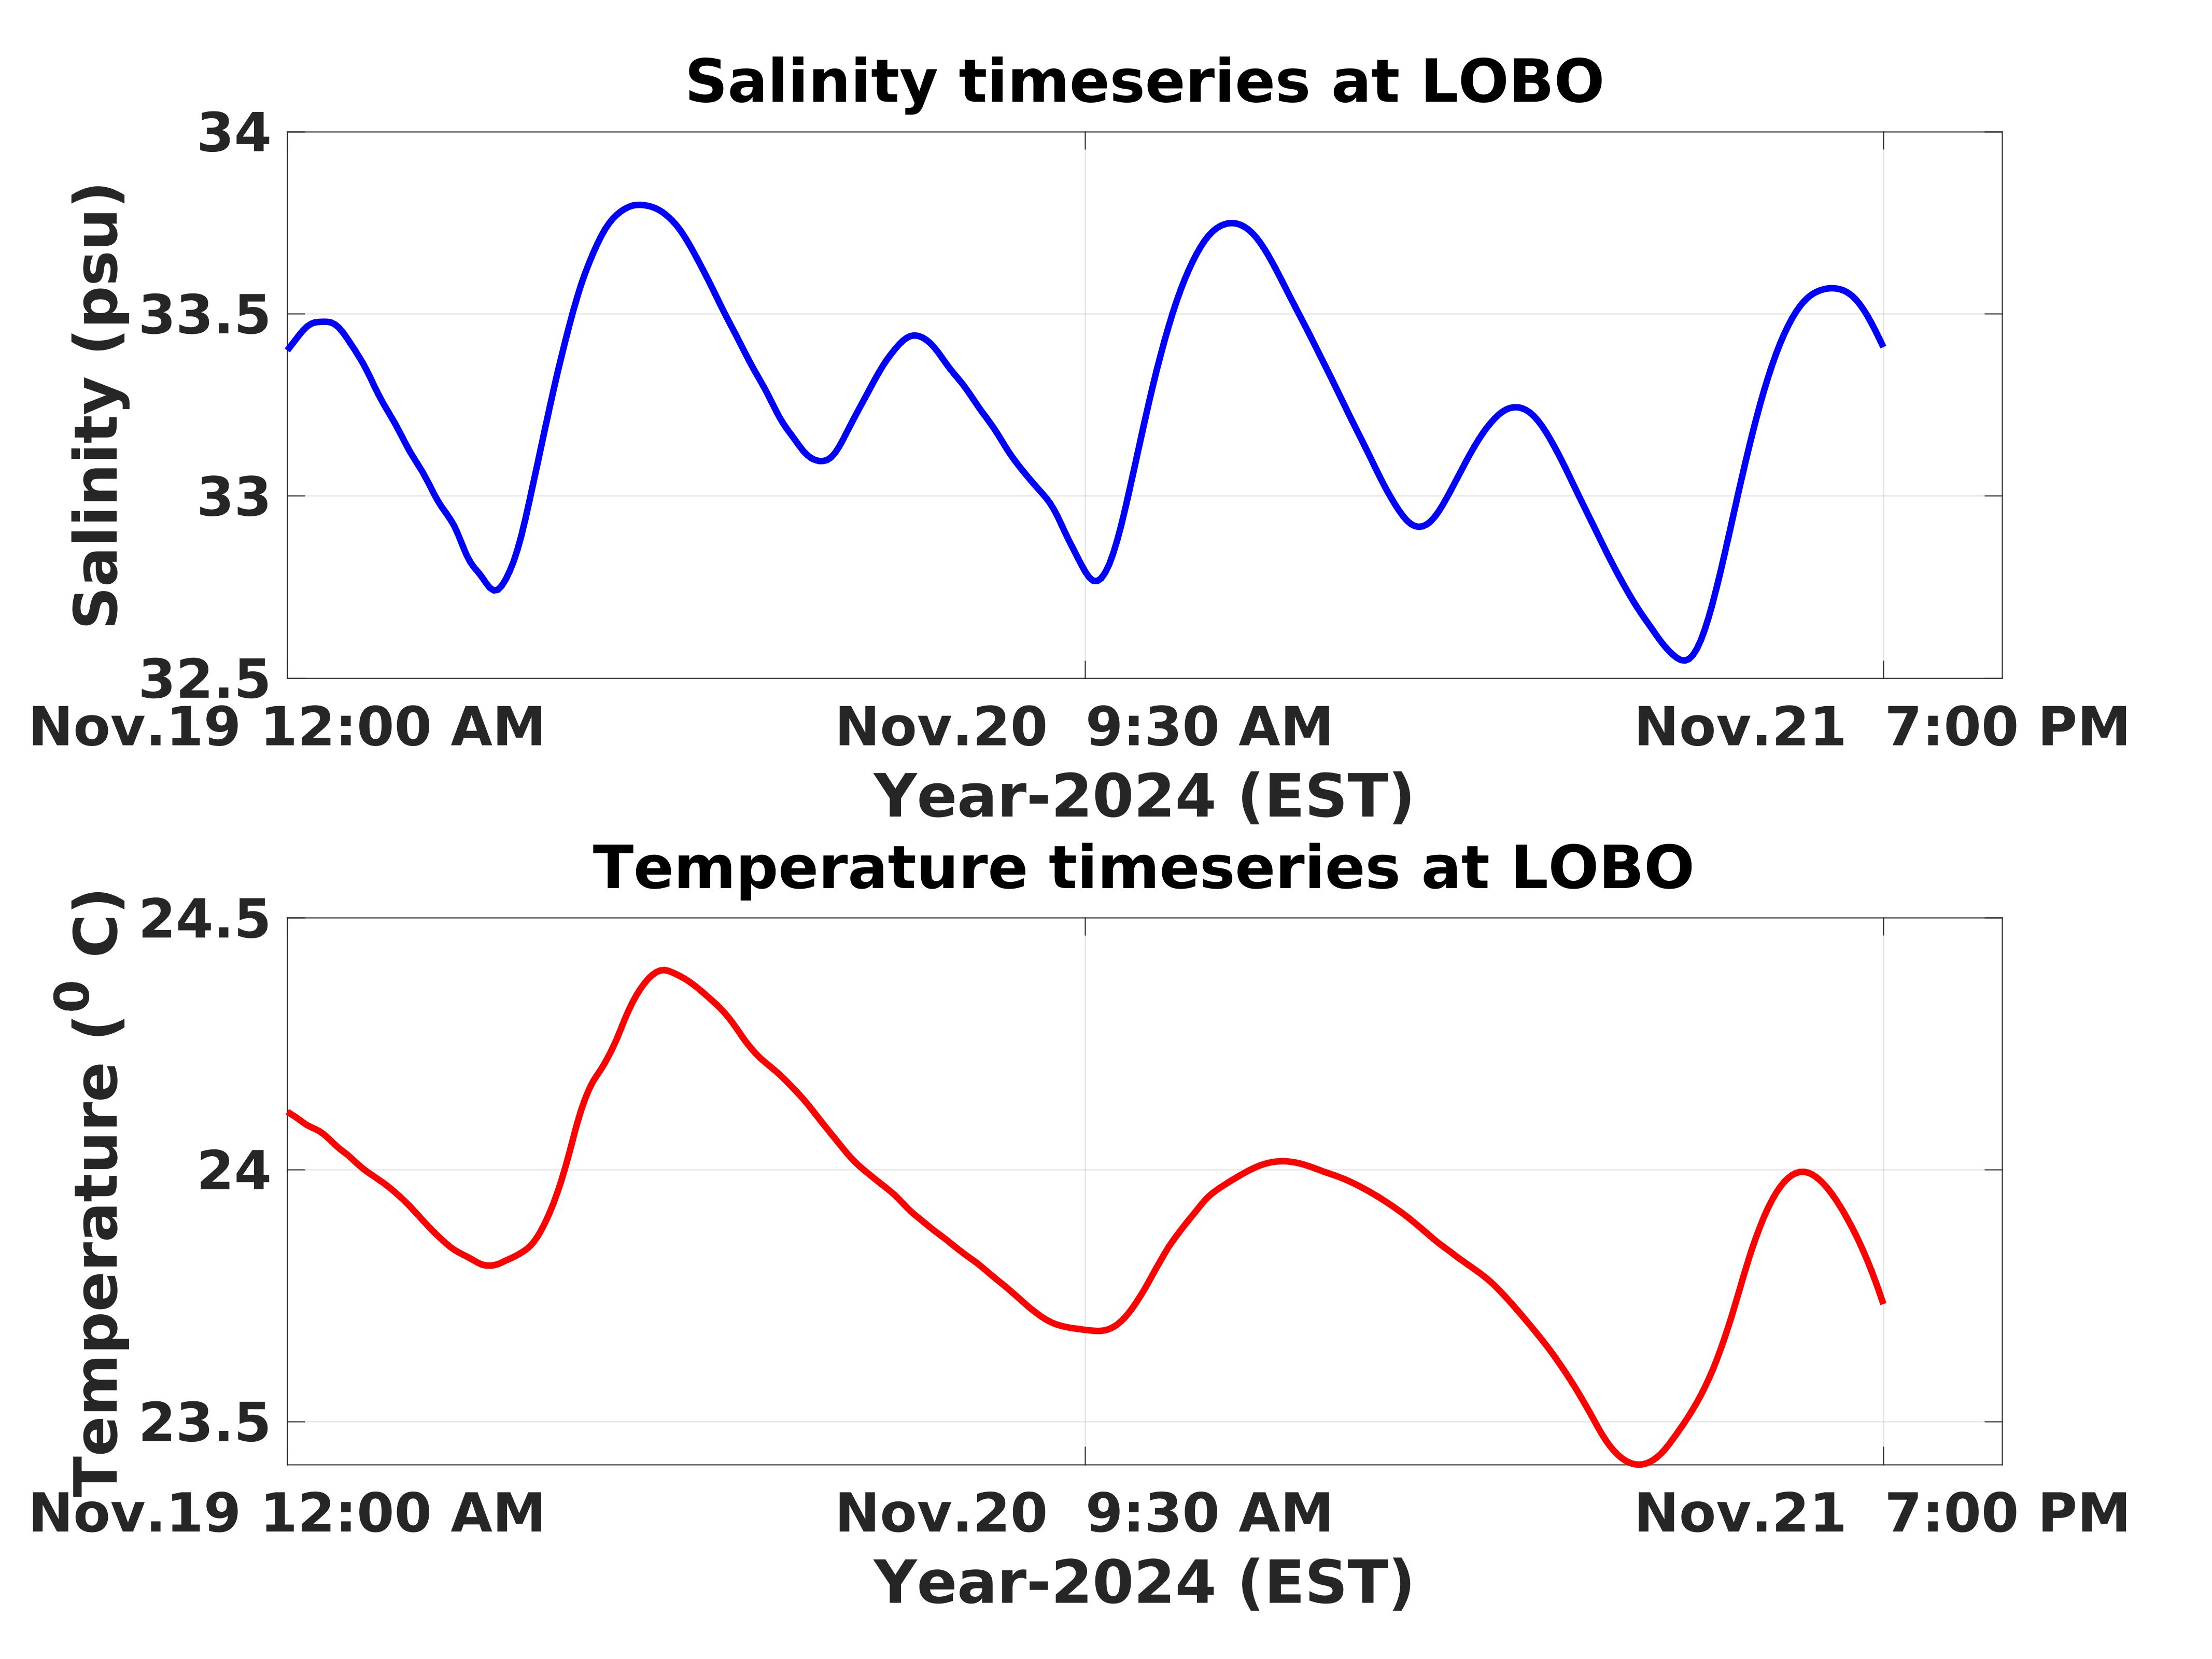 Salinity timeseries at LOBO
Salinity (psu)
34
33.5
33
32.5
Nov.19 12:00 AM
Nov.20  9:30 AM
Nov.21  7:00 PM
Year-2024 (EST)
Temperature timeseries at LOBO
Temperature (⁰ C)
24.5
24
23.5
Nov.19 12:00 AM
Nov.20  9:30 AM
Nov.21  7:00 PM
Year-2024 (EST)